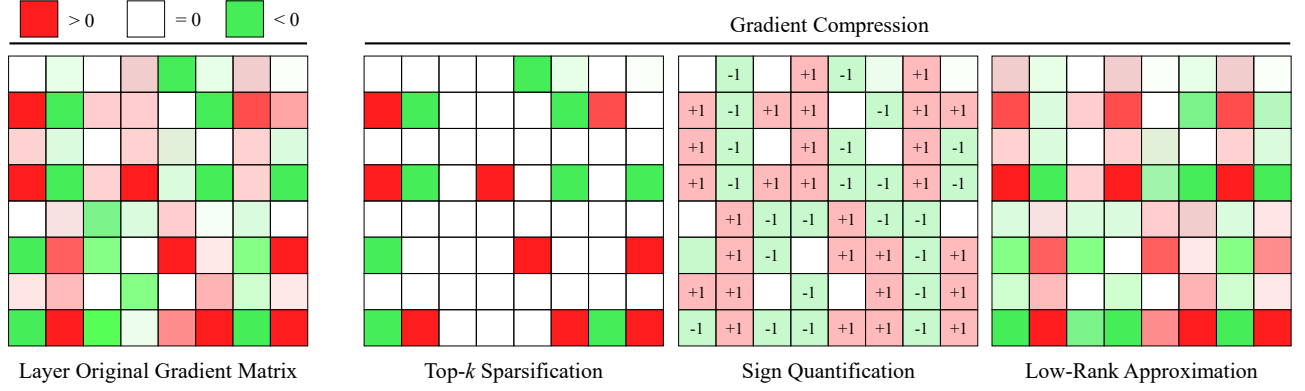 > 0 = 0 < 0
Gradient Compression
-1 +1 -1 +1
+1 -1 +1 +1 -1 +1 +1
+1 -1 +1 -1 +1 -1
+1 -1 +1 +1 -1 -1 +1 -1
+1 -1 -1 +1 -1 -1
+1 -1 +1 +1 -1 +1
+1 +1 -1 +1 -1 +1
-1 +1 -1 -1 +1 +1 -1 +1
Layer Original Gradient Matrix Top-k Sparsification Sign Quantification Low-Rank Approximation